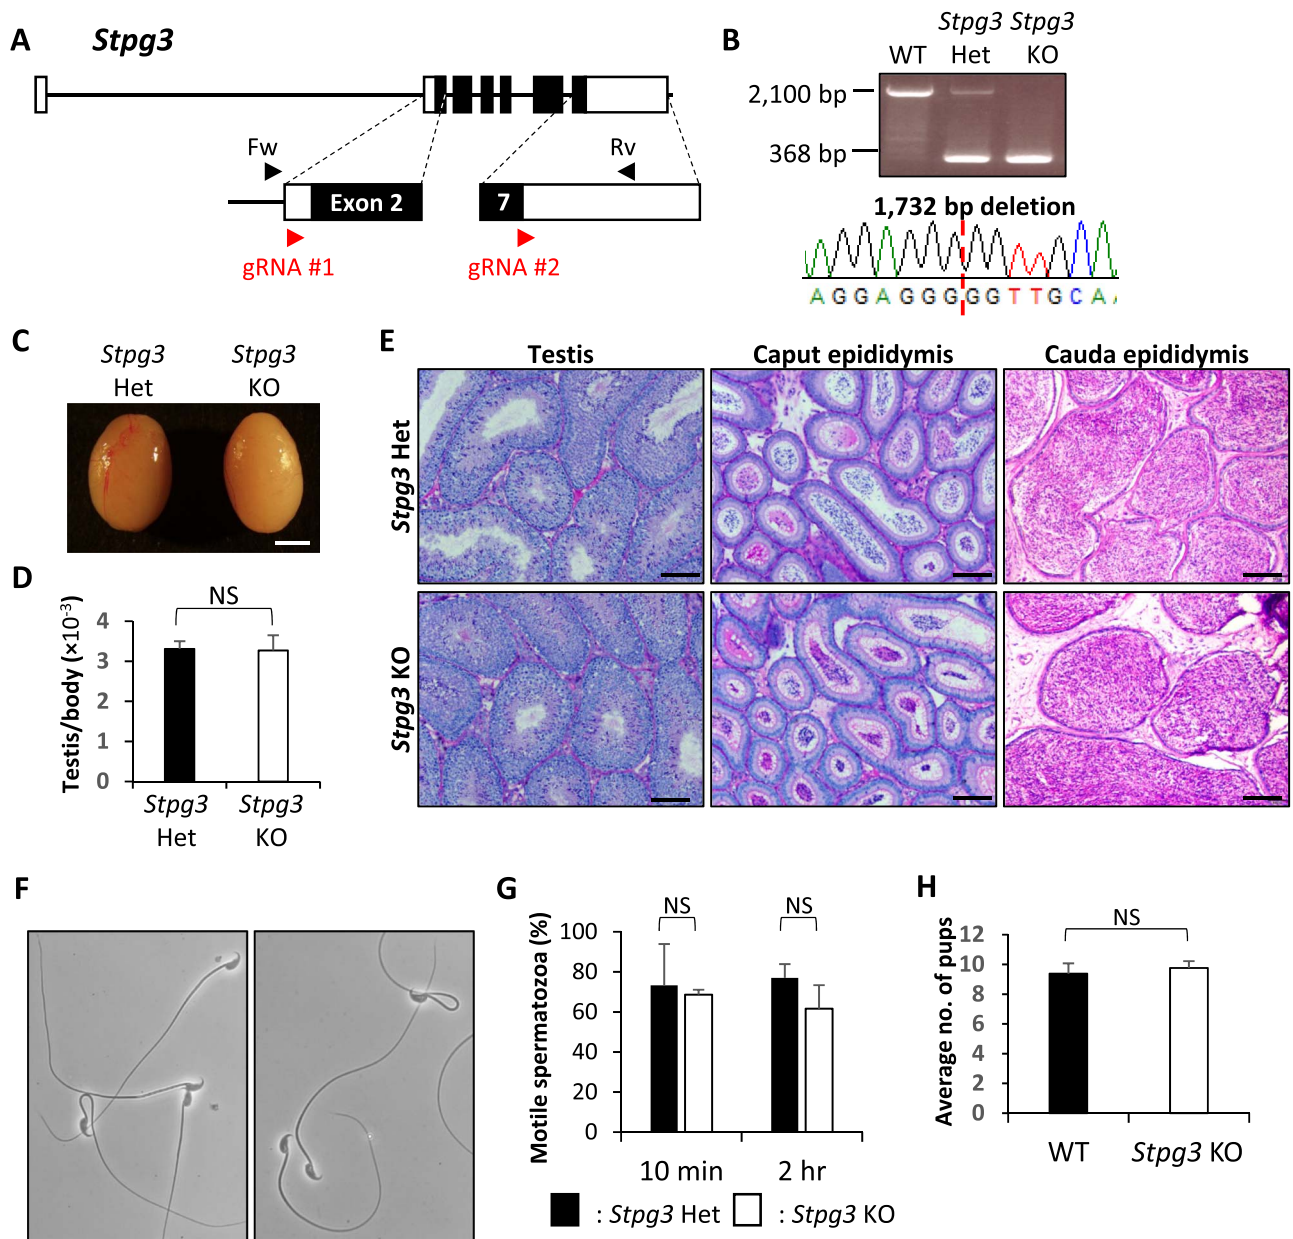 A
Stpg3
Fw
Rv
Exon 2
7
gRNA #1
gRNA #2
B
Stpg3 Stpg3
WT Het KO
2,100 bp
368 bp
1,732 bp deletion
A G G A G G G G G T T G C A
C
Stpg3 Stpg3
Het KO
D
NS
Testis/body (×10⁻³)
4
3
2
1
0
Stpg3 Stpg3
Het KO
E
Testis Caput epididymis Cauda epididymis
Stpg3 Het
Stpg3 KO
F
G
NS NS
Motile spermatozoa (%)
100
80
60
40
20
0
10 min 2 hr
: Stpg3 Het : Stpg3 KO
H
NS
Average no. of pups
12
10
8
6
4
2
0
WT Stpg3 KO